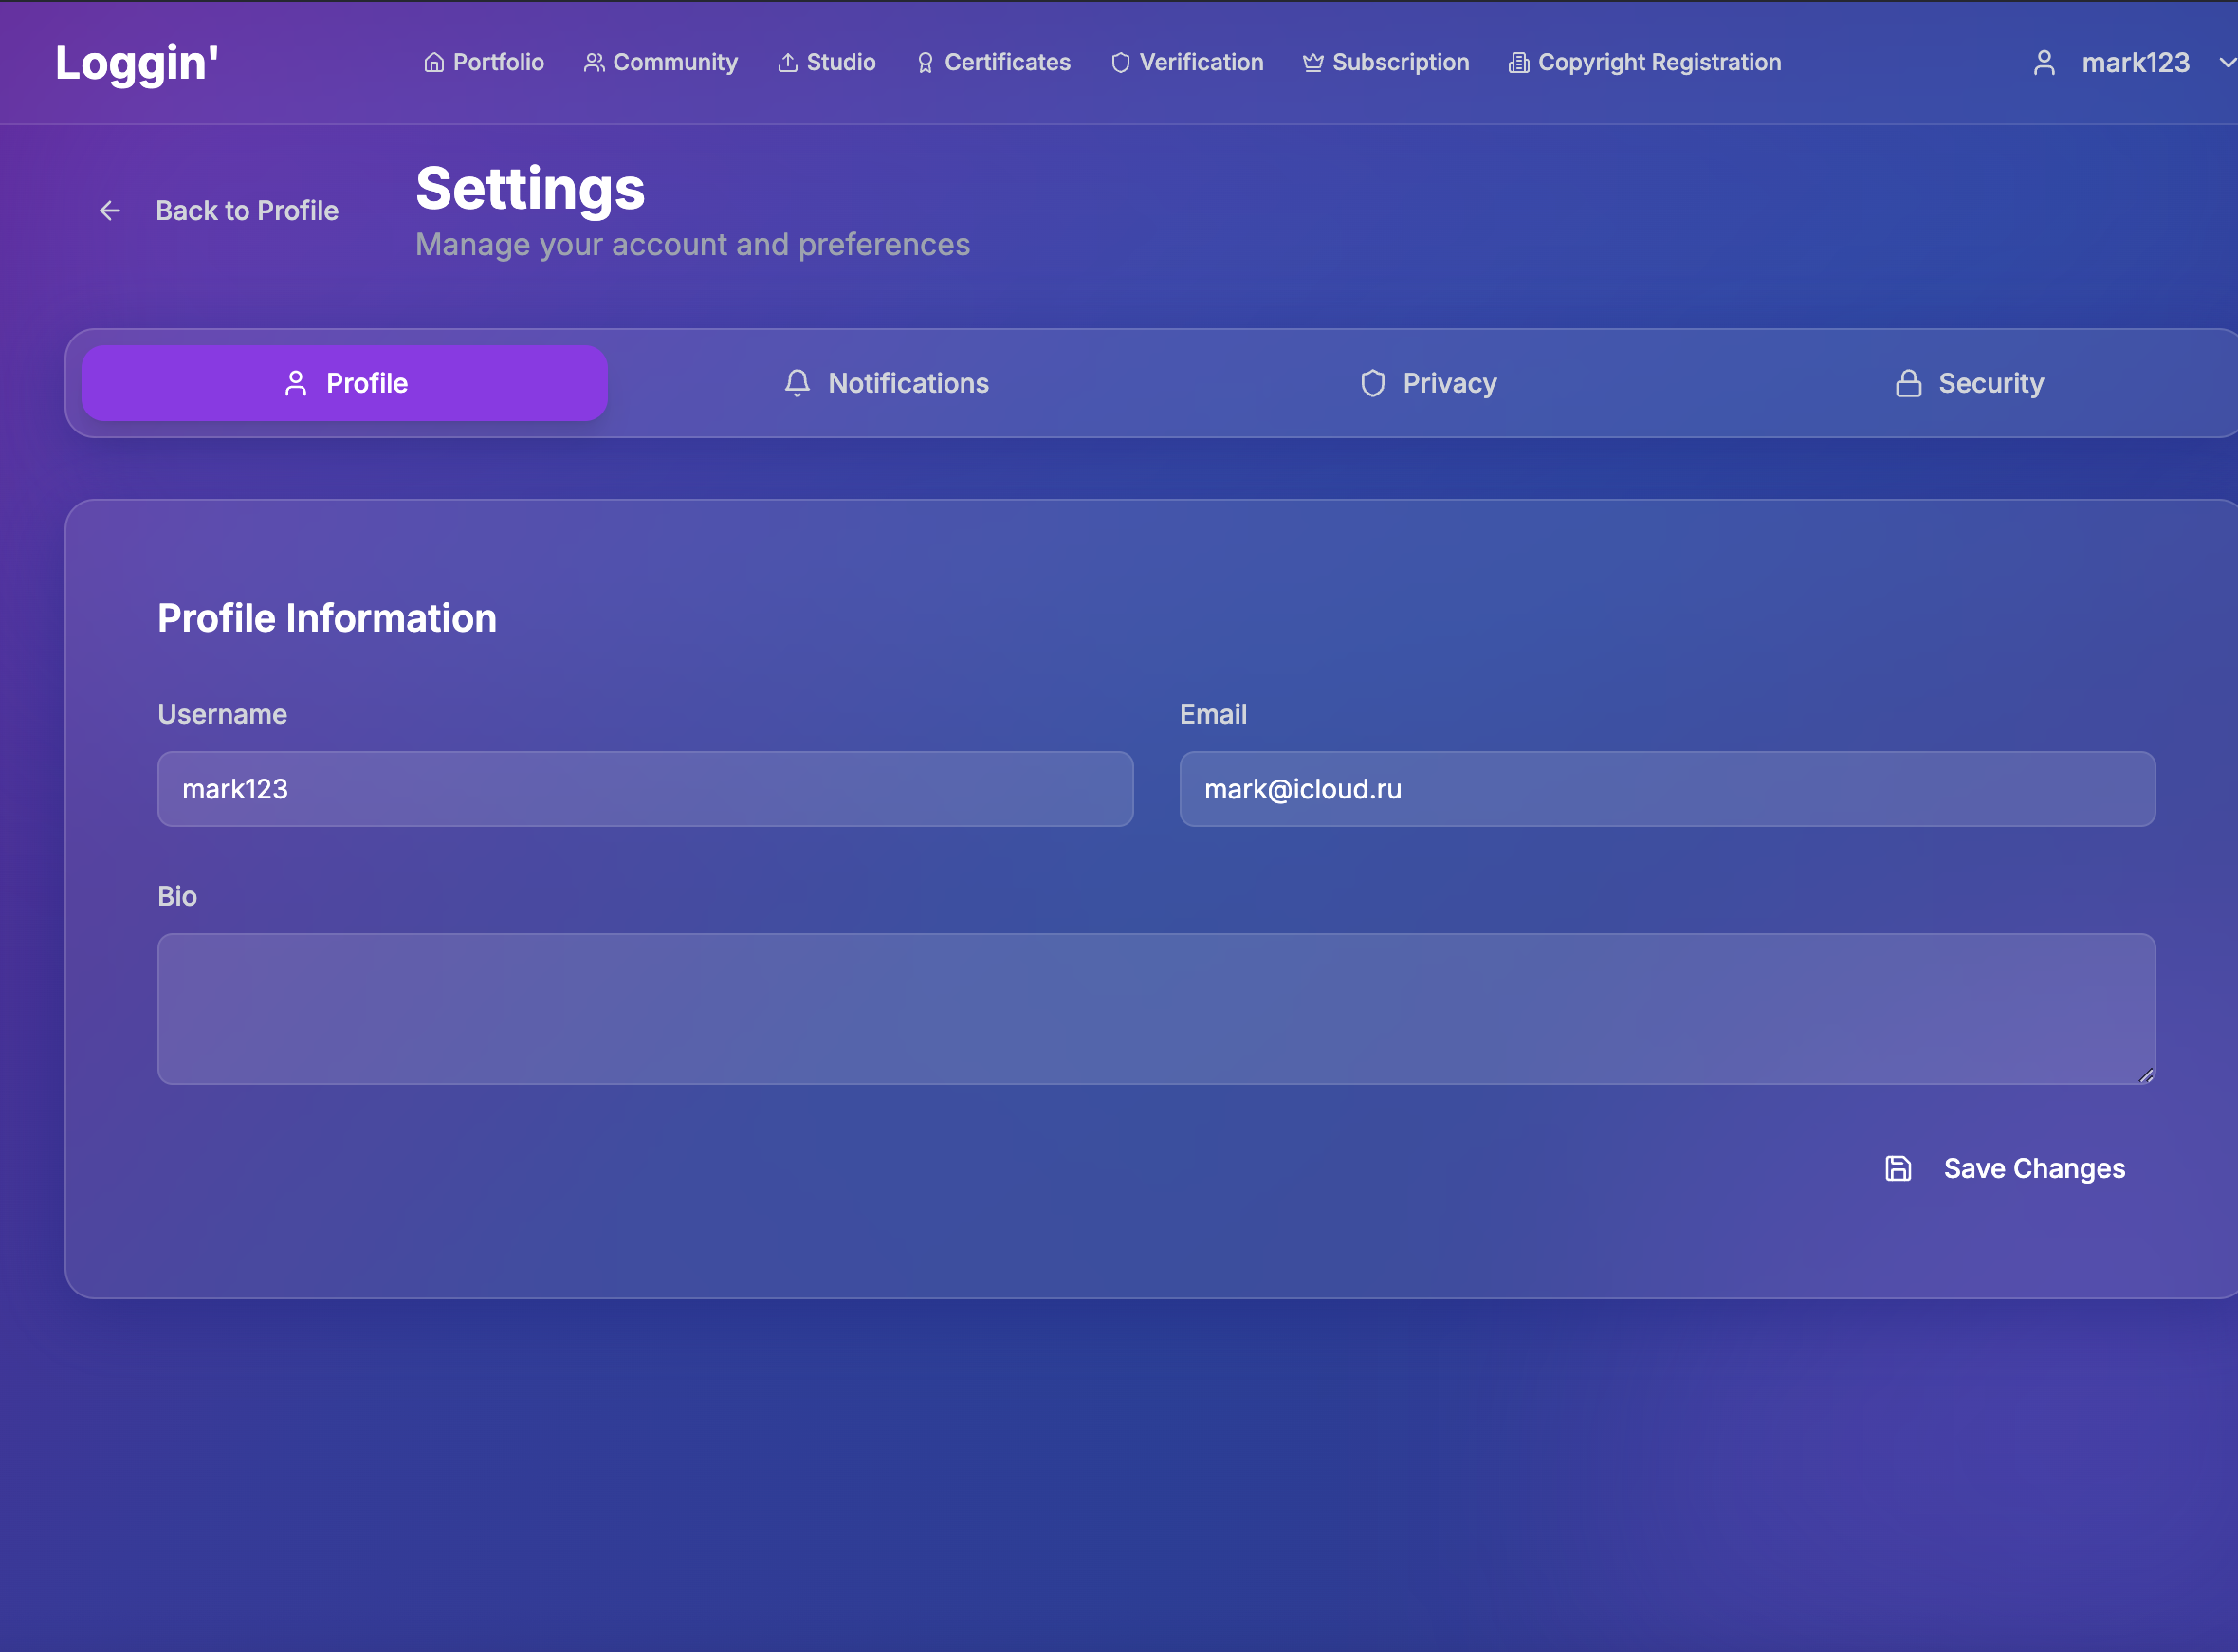 Loggin'
Portfolio Community Studio Certificates Verification Subscription Copyright Registration mark123
Back to Profile
Settings
Manage your account and preferences
Profile Notifications Privacy Security
Profile Information
Username Email
mark123 mark@icloud.ru
Bio
Save Changes